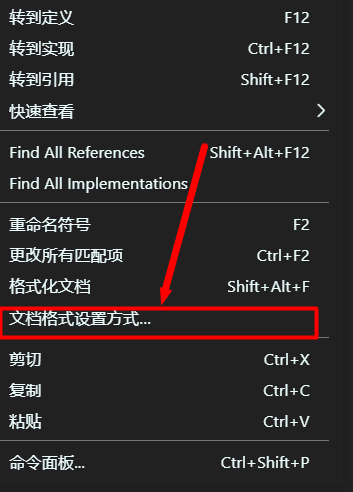 转到定义 F12
转到实现 Ctrl+F12
转到引用 Shift+F12
快速查看
Find All References Shift+Alt+F12
Find All Implementations
重命名符号 F2
更改所有匹配项 Ctrl+F2
格式化文档 Shift+Alt+F
文档格式设置方式...
剪切 Ctrl+X
复制 Ctrl+C
粘贴 Ctrl+V
命令面板... Ctrl+Shift+P